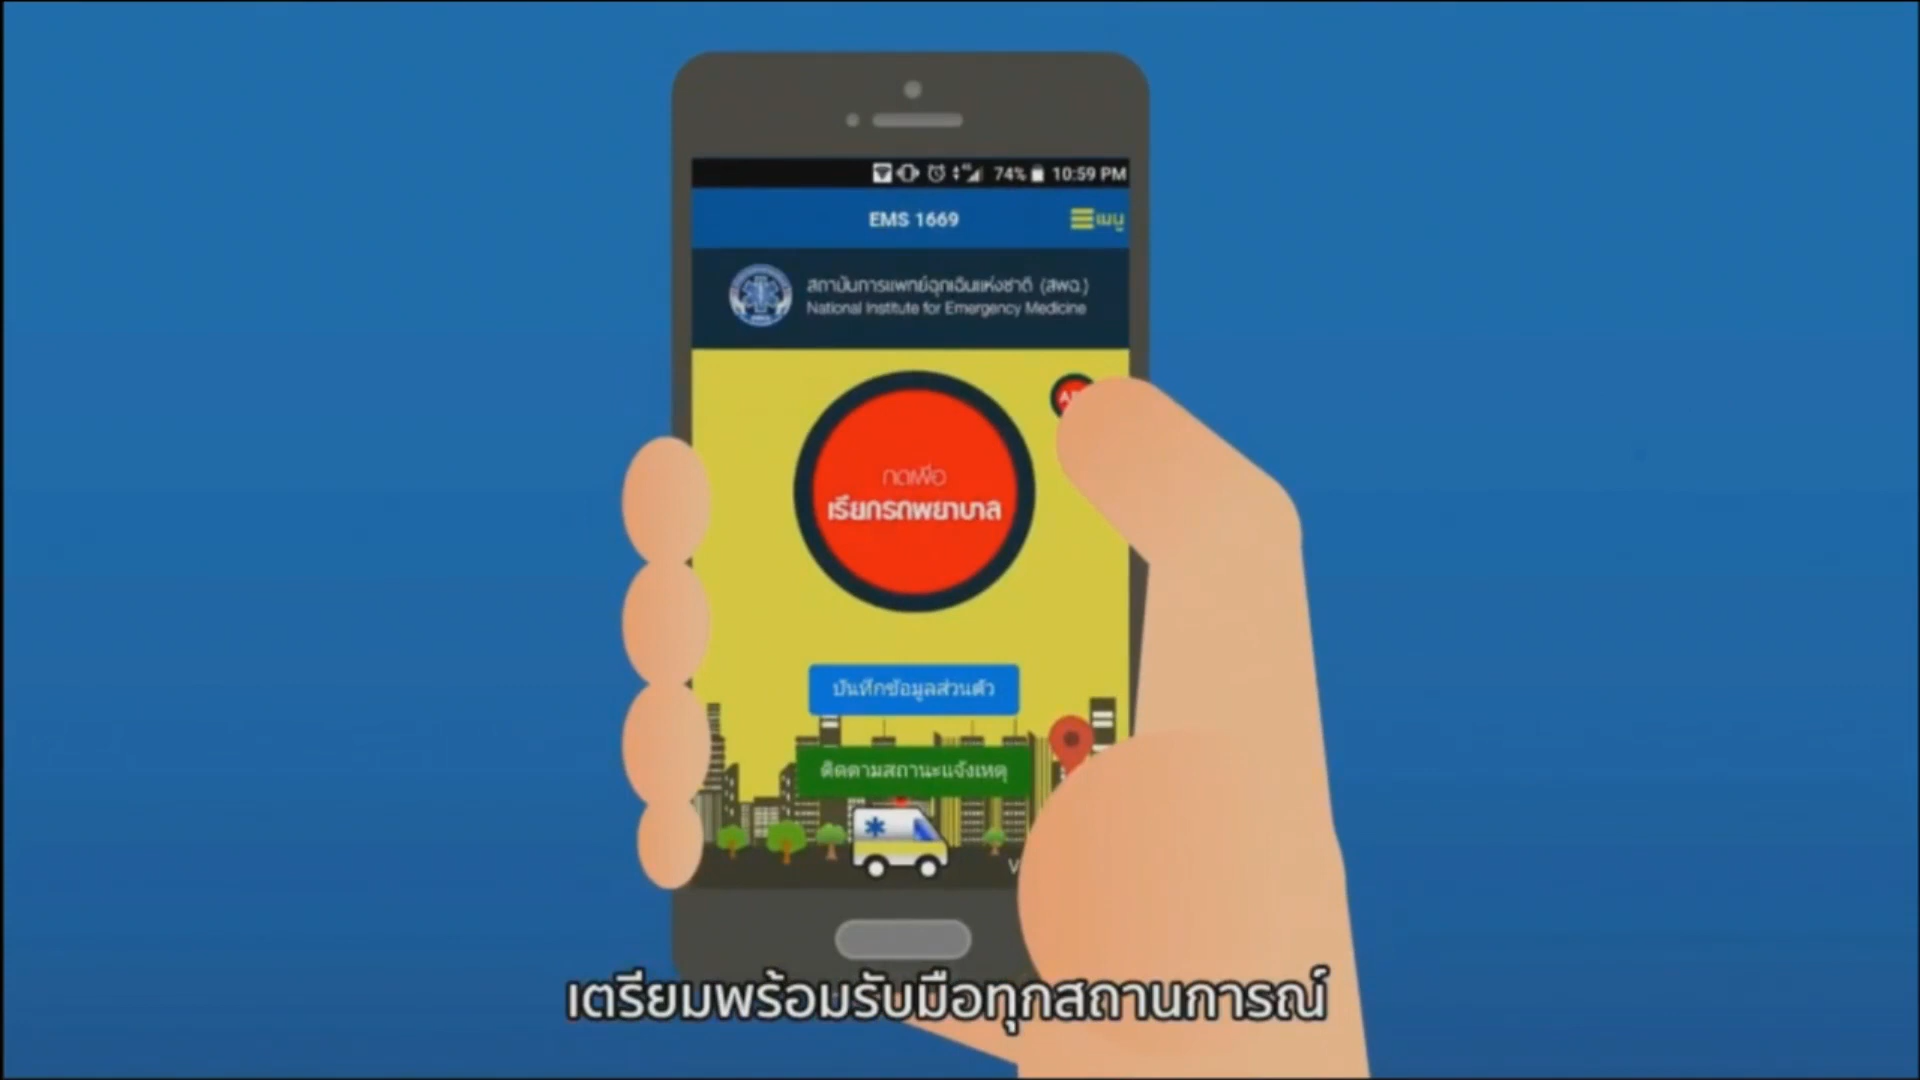 74% 10:59 PM
EMS 1669
เมนู
สถาบันการแพทย์ฉุกเฉินแห่งชาติ (สพฉ.)
National Institute for Emergency Medicine
กดเพื่อ
เรียกรถพยาบาล
บันทึกข้อมูลส่วนตัว
ติดตามสถานะแจ้งเหตุ
เตรียมพร้อมรับมือทุกสถานการณ์